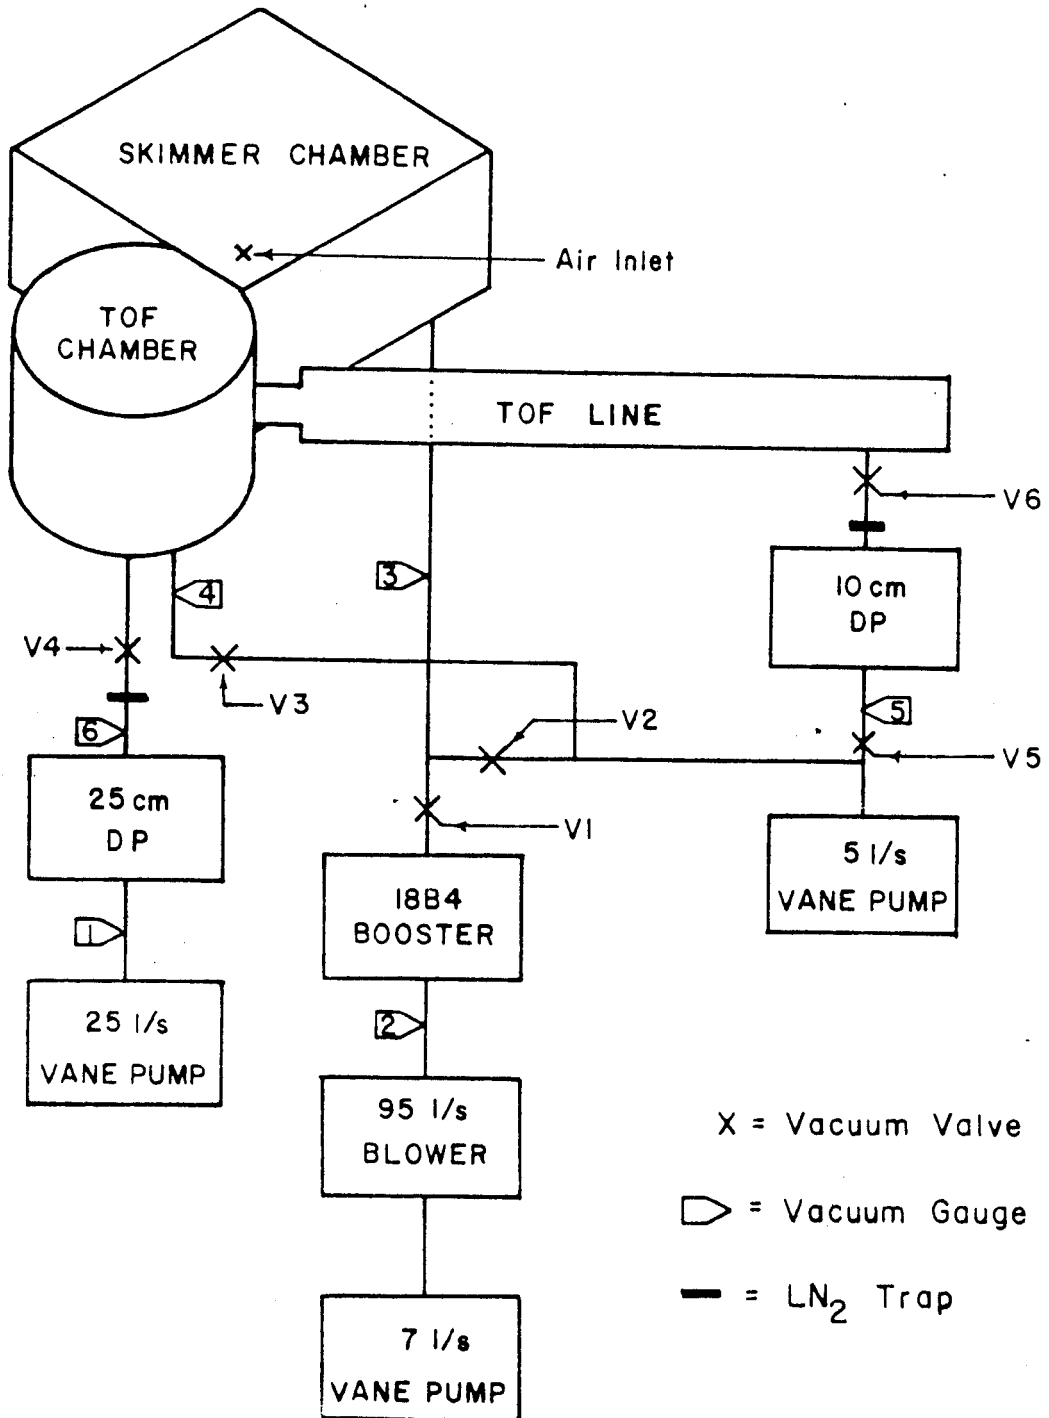 SKIMMER CHAMBER
Air Inlet
TOF
CHAMBER
TOF LINE
V6
10 cm
DP
3
4
V4
V3
5
V2
V5
6
25 cm
DP
V1
5 l/s
VANE PUMP
18B4
BOOSTER
1
25 l/s
VANE PUMP
2
95 l/s
BLOWER
X = Vacuum Valve
= Vacuum Gauge
= LN2 Trap
7 l/s
VANE PUMP